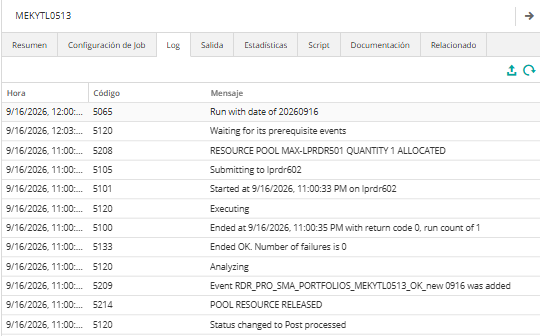 MEKYTL0513
Resumen Configuración de Job Log Salida Estadísticas Script Documentación Relacionado
Hora Código Mensaje
9/16/2026, 12:00:... 5065 Run with date of 20260916
9/16/2026, 12:03:... 5120 Waiting for its prerequisite events
9/16/2026, 11:00:... 5208 RESOURCE POOL MAX-LPRDR501 QUANTITY 1 ALLOCATED
9/16/2026, 11:00:... 5105 Submitting to lprdr602
9/16/2026, 11:00:... 5101 Started at 9/16/2026, 11:00:33 PM on lprdr602
9/16/2026, 11:00:... 5120 Executing
9/16/2026, 11:00:... 5100 Ended at 9/16/2026, 11:00:35 PM with return code 0, run count of 1
9/16/2026, 11:00:... 5133 Ended OK. Number of failures is 0
9/16/2026, 11:00:... 5120 Analyzing
9/16/2026, 11:00:... 5209 Event RDR_PRO_SMA_PORTFOLIOS_MEKYTL0513_OK_new 0916 was added
9/16/2026, 11:00:... 5214 POOL RESOURCE RELEASED
9/16/2026, 11:00:... 5120 Status changed to Post processed